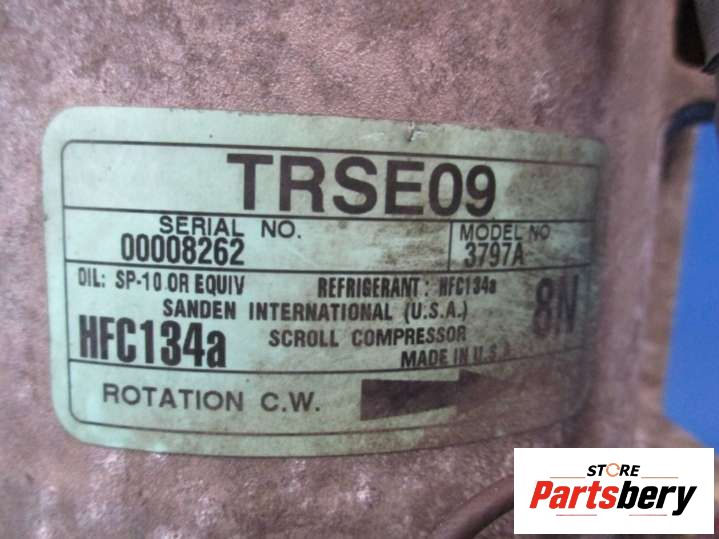 TRSE09
SERIAL NO. MODEL NO
00008262 3797A
OIL: SP-10 OR EQUIV REFRIGERANT: HFC134a
SANDEN INTERNATIONAL (U.S.A.) 8N
HFC134a SCROLL COMPRESSOR
MADE IN U.S.
ROTATION C.W.
STORE
Partsbery